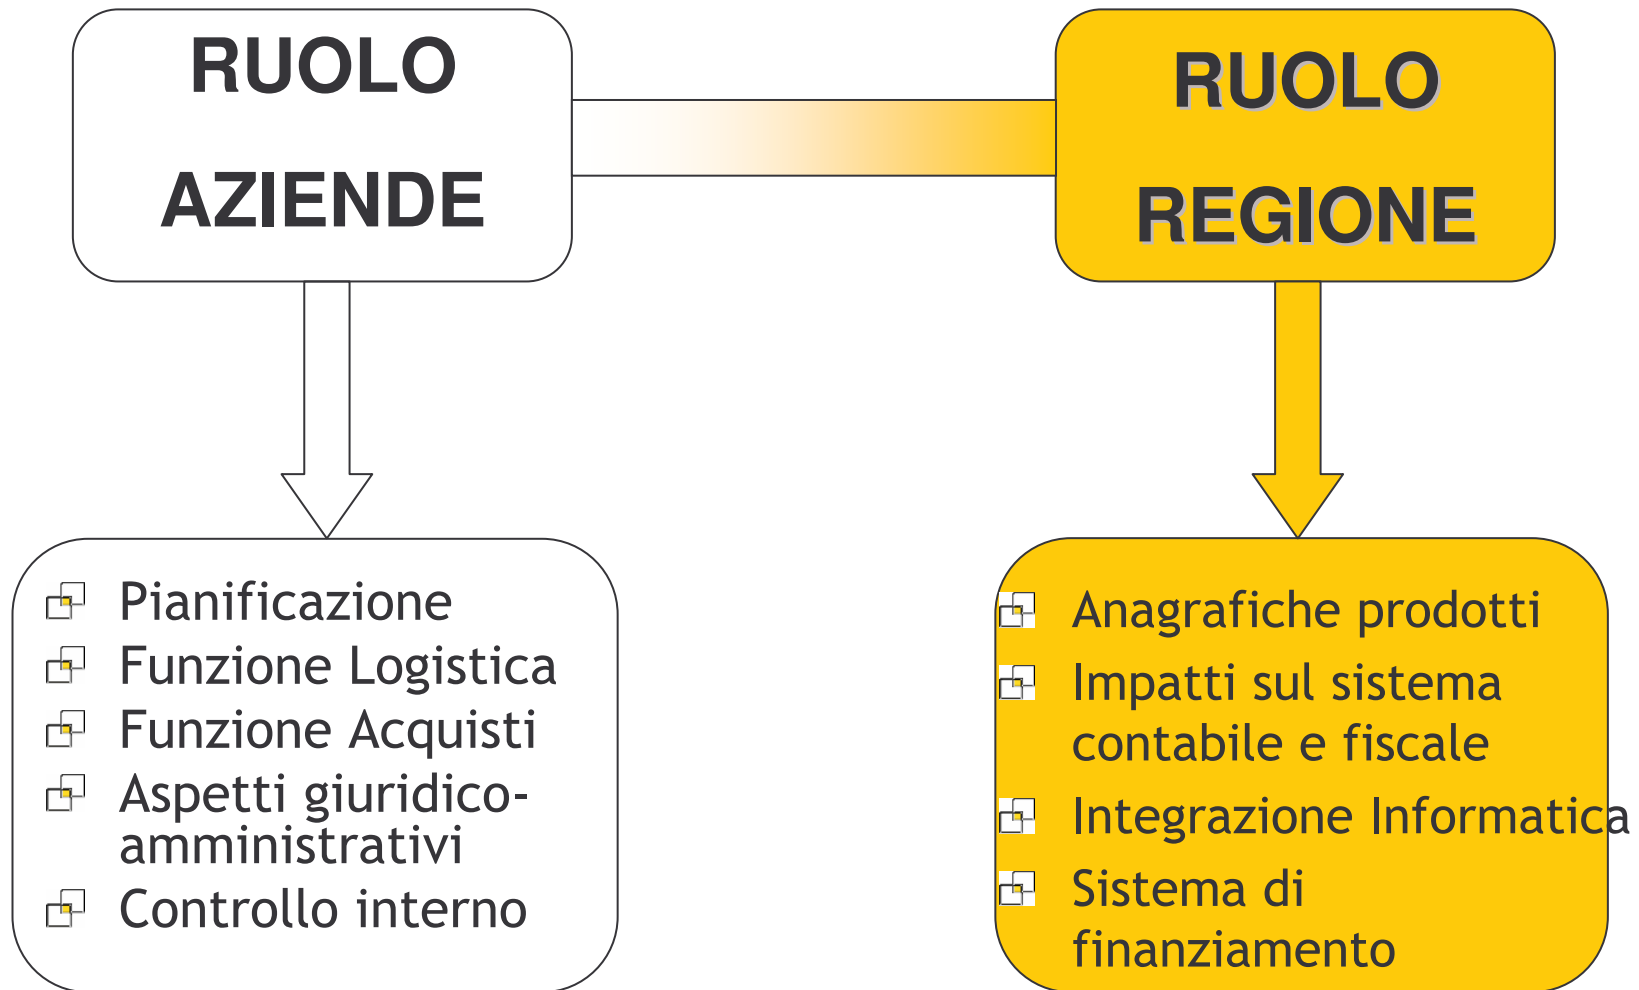 RUOLO
AZIENDE
RUOLO
REGIONE
Pianificazione
Funzione Logistica
Funzione Acquisti
Aspetti giuridico-
amministrativi
Controllo interno
Anagrafiche prodotti
Impatti sul sistema
contabile e fiscale
Integrazione Informatica
Sistema di
finanziamento